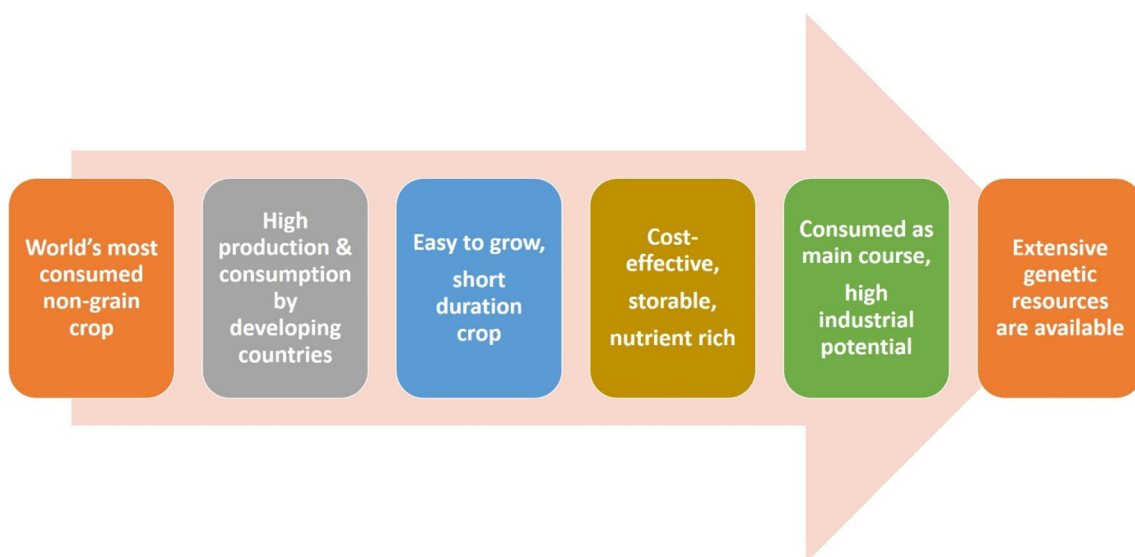 World’s most
consumed
non-grain
crop
High
production &
consumption
by
developing
countries
Easy to grow,
short
duration
crop
Cost-
effective,
storable,
nutrient rich
Consumed as
main course,
high
industrial
potential
Extensive
genetic
resources
are available